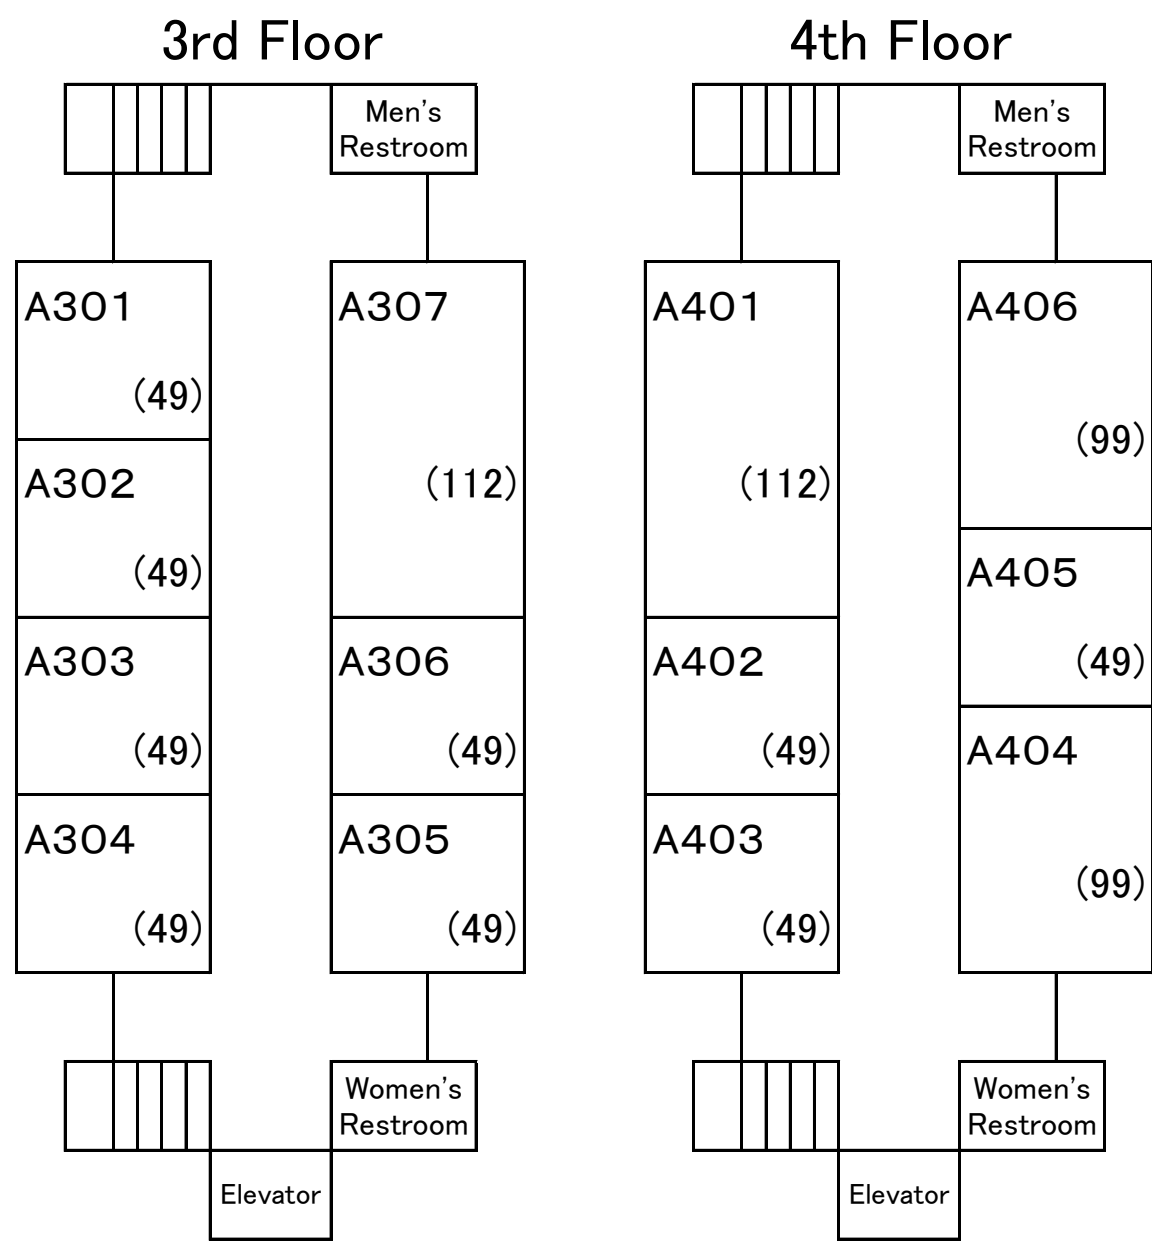 3rd Floor
Men's
Restroom
A301
(49)
A302
(49)
A303
(49)
A304
(49)
A307
(112)
A306
(49)
A305
(49)
Women's
Restroom
Elevator
4th Floor
Men's
Restroom
A401
(112)
A402
(49)
A403
(49)
A406
(99)
A405
(49)
A404
(99)
Women's
Restroom
Elevator